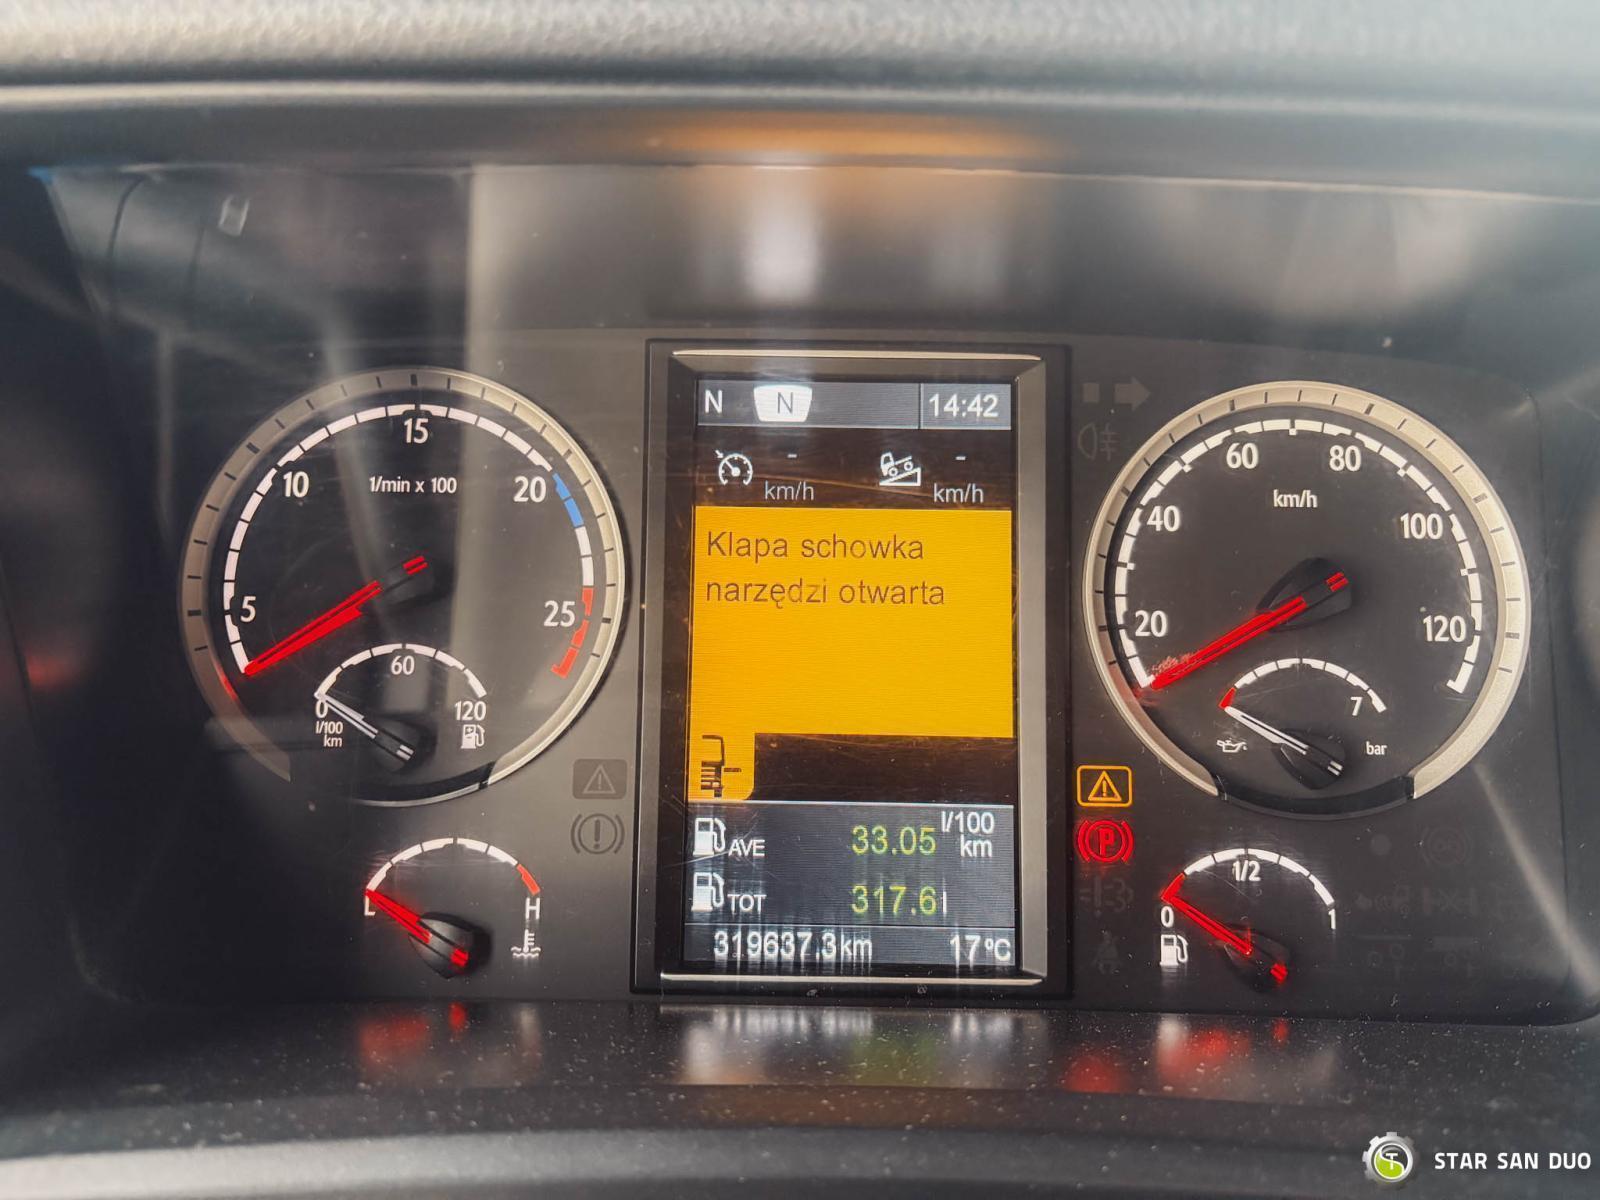 N N 14:42
- -
km/h km/h
Klapa schowka
narzędzi otwarta
AVE 33.05 l/100 km
TOT 317.6 l
319637.3km 17°C
5 10 15 20 25
1/min x 100
0 60 120
l/100
km
L H
20 40 60 80 100 120
km/h
7
bar
P
0 1/2 1
STAR SAN DUO